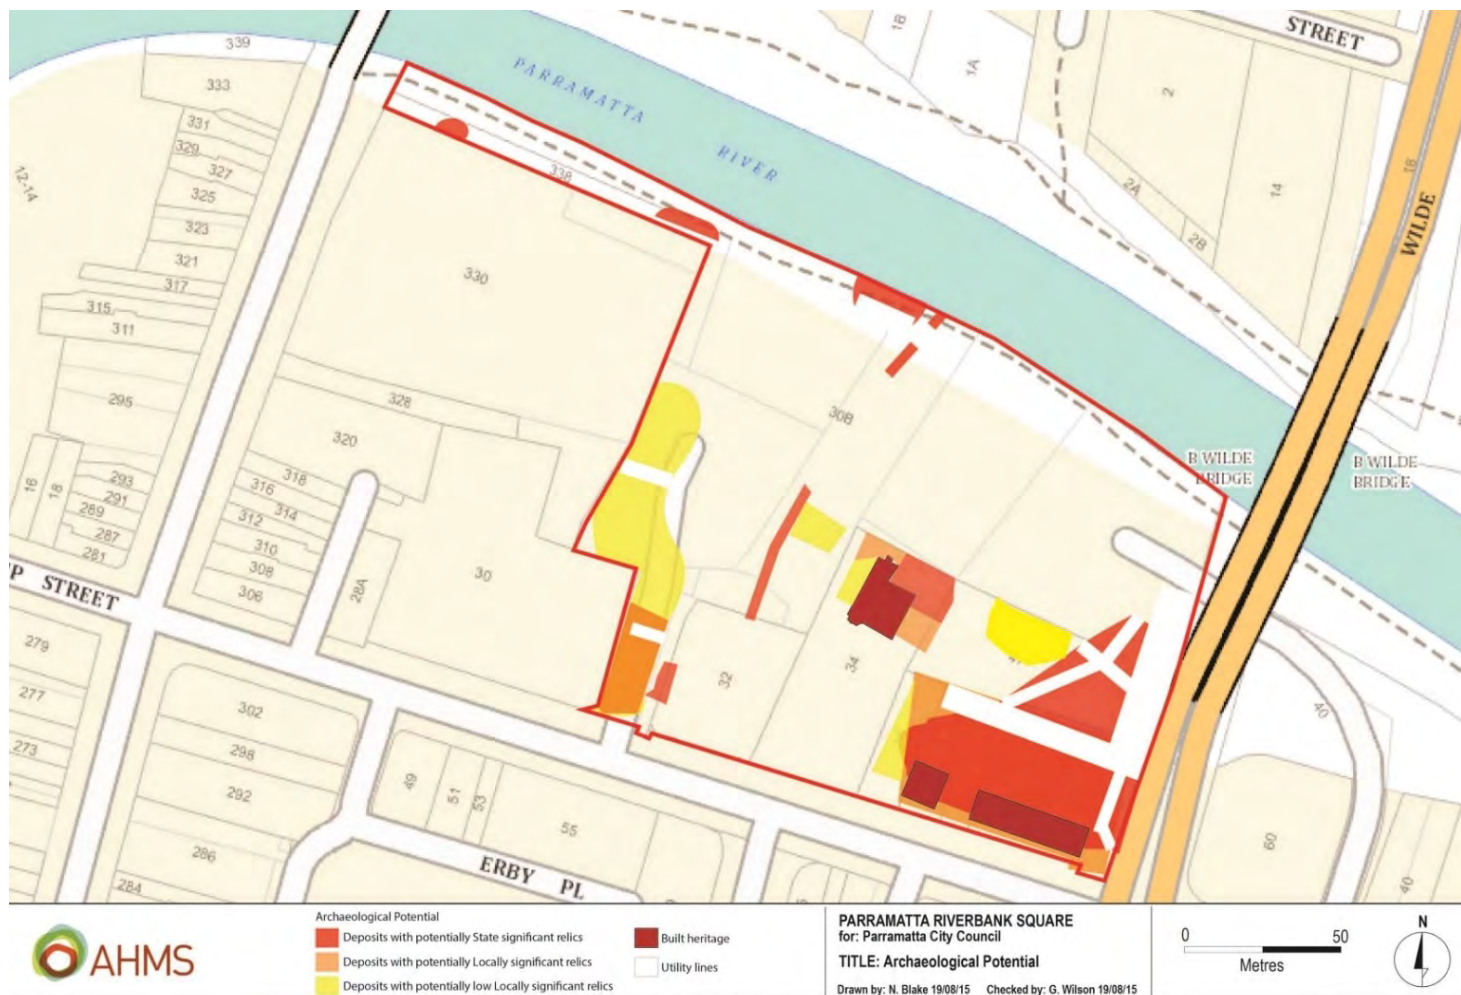 STREET
339
333
331
329
327
325
323
321
317
315
311
295
12-14
16
18
293
291
289
287
281
PARRAMATTA
RIVER
1B
1A
2
14
2A
2B
18
WILDE
338
330
328
320
318
316
314
312
310
308
306
28A
30
30B
32
34
B WILDE
BRIDGE
B WILDE
BRIDGE
STREET
279
277
273
302
298
292
286
284
49
51
53
55
ERBY PL
40
60
40
AHMS
Archaeological Potential
Deposits with potentially State significant relics
Deposits with potentially Locally significant relics
Deposits with potentially low Locally significant relics
Built heritage
Utility lines
PARRAMATTA RIVERBANK SQUARE
for: Parramatta City Council
TITLE: Archaeological Potential
Drawn by: N. Blake 19/08/15 Checked by: G. Wilson 19/08/15
0 50
Metres
N